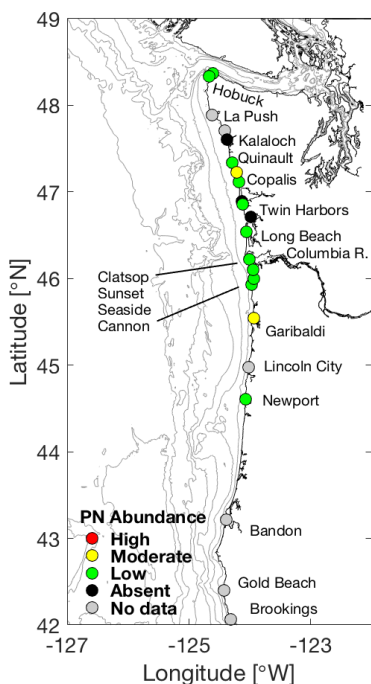 49
48
47
46
45
44
43
42
Latitude [°N]
Hobuck
La Push
Kalaloch
Quinault
Copalis
Twin Harbors
Long Beach
Columbia R.
Clatsop
Sunset
Seaside
Cannon
Garibaldi
Lincoln City
Newport
Bandon
Gold Beach
Brookings
PN Abundance
High
Moderate
Low
Absent
No data
-127
-125
-124
-123
Longitude [°W]